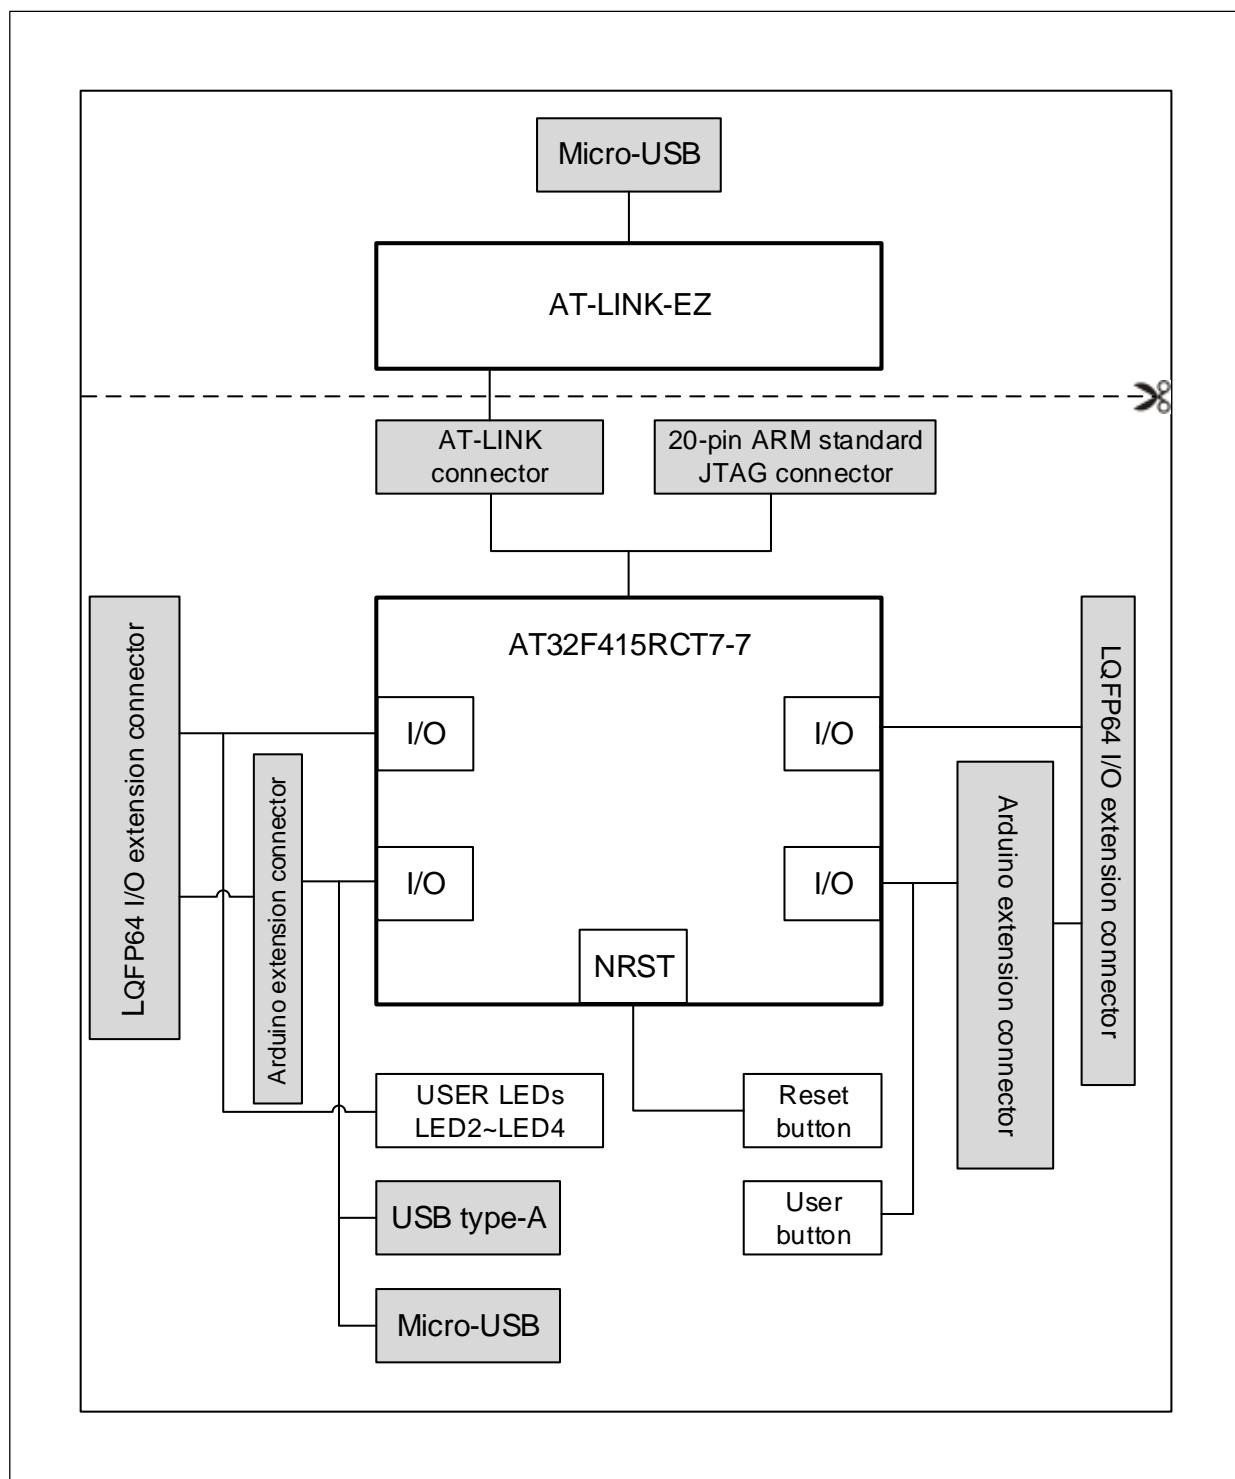 Micro-USB
AT-LINK-EZ
AT-LINK
connector
20-pin ARM standard
JTAG connector
AT32F415RCT7-7
LQFP64 I/O extension connector
Arduino extension connector
I/O
I/O
I/O
I/O
NRST
Arduino extension connector
LQFP64 I/O extension connector
USER LEDs
LED2~LED4
Reset
button
USB type-A
User
button
Micro-USB